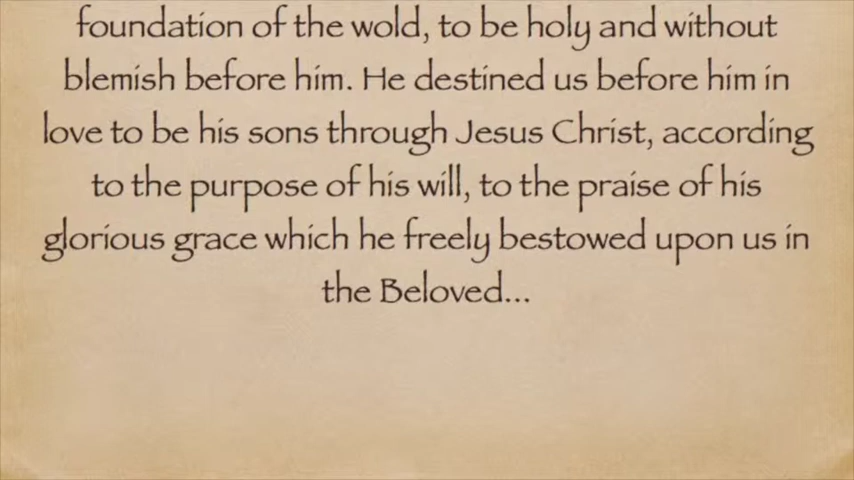 foundation of the wold, to be holy and without
blemish before him. He destined us before him in
love to be his sons through Jesus Christ, according
to the purpose of his will, to the praise of his
glorious grace which he freely bestowed upon us in
the Beloved...